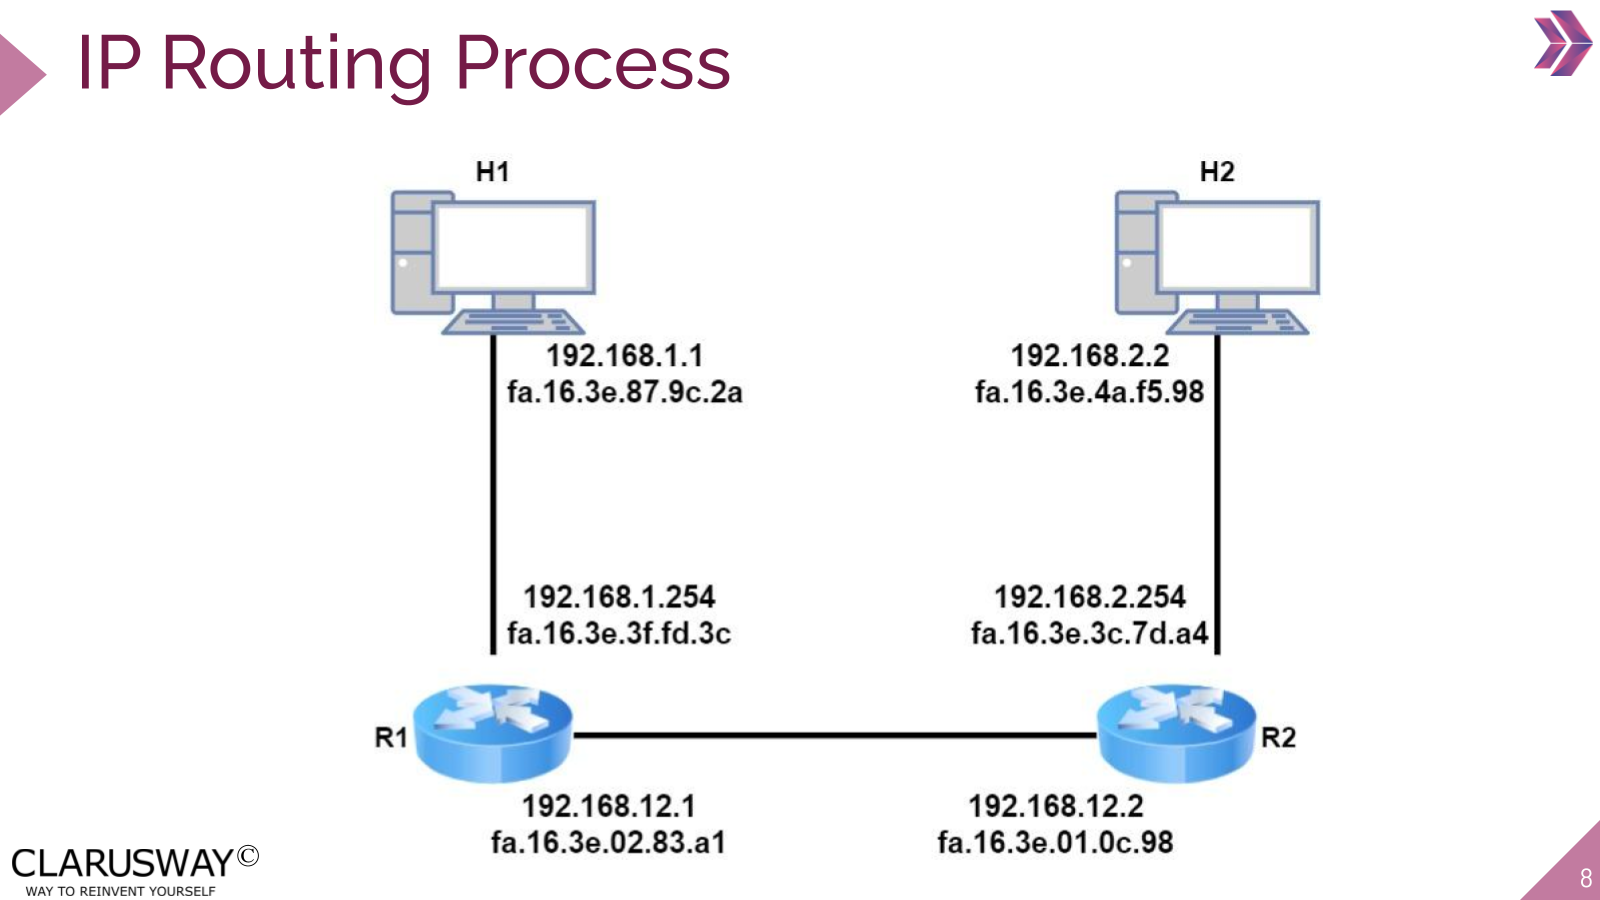 IP Routing Process
H1
H2
192.168.1.1
fa.16.3e.87.9c.2a
192.168.2.2
fa.16.3e.4a.f5.98
192.168.1.254
fa.16.3e.3f.fd.3c
192.168.2.254
fa.16.3e.3c.7d.a4
R1
R2
192.168.12.1
fa.16.3e.02.83.a1
192.168.12.2
fa.16.3e.01.0c.98
CLARUSWAY©
WAY TO REINVENT YOURSELF
8